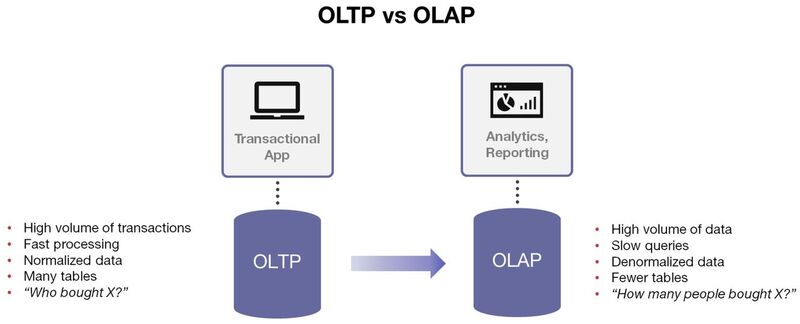 OLTP vs OLAP
Transactional
App
Analytics,
Reporting
• High volume of transactions
• Fast processing
• Normalized data
• Many tables
• “Who bought X?”
OLTP
OLAP
• High volume of data
• Slow queries
• Denormalized data
• Fewer tables
• “How many people bought X?”